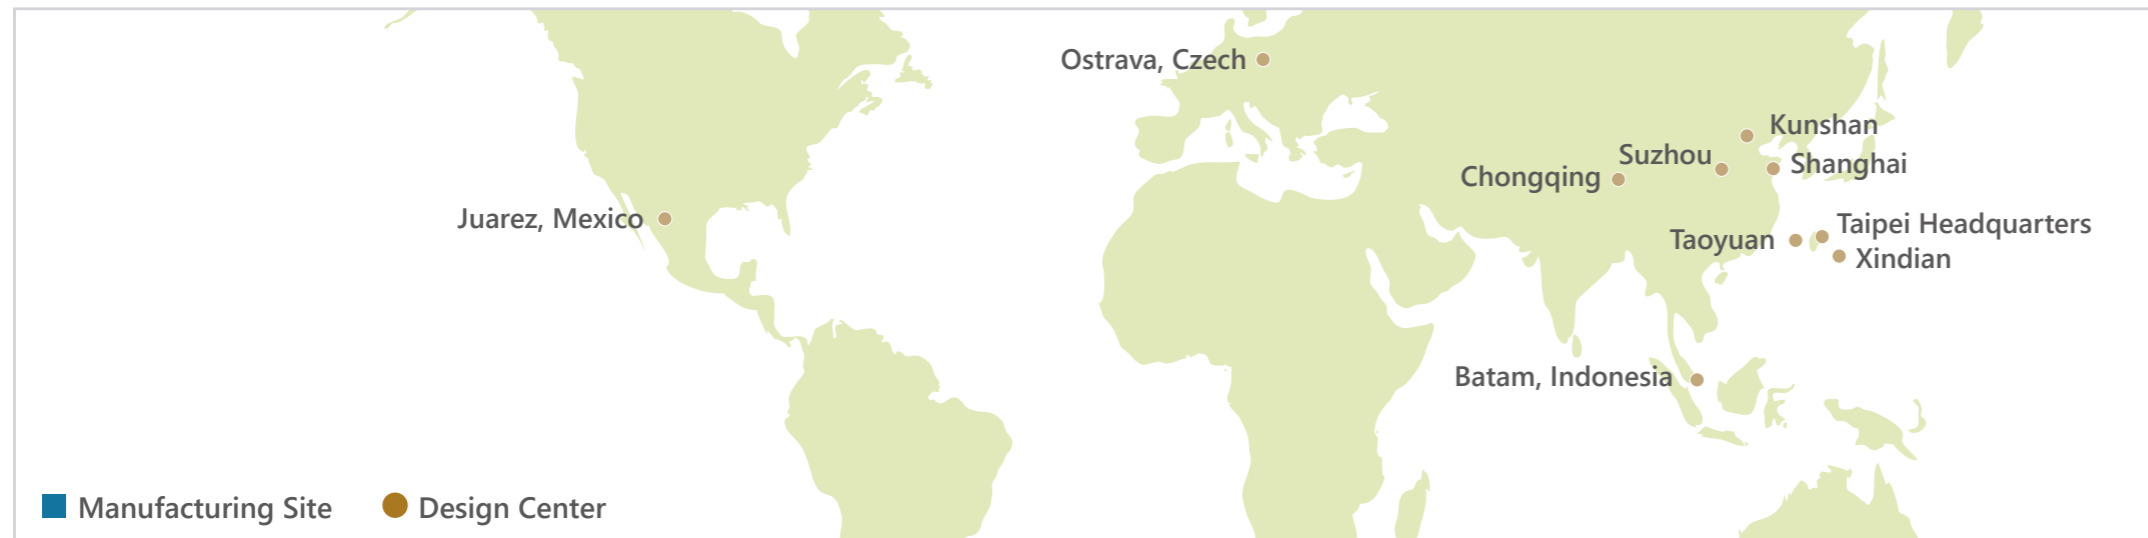 Ostrava, Czech
Kunshan
Suzhou
Shanghai
Chongqing
Juarez, Mexico
Taipei Headquarters
Taoyuan
Xindian
Batam, Indonesia
Manufacturing Site
Design Center